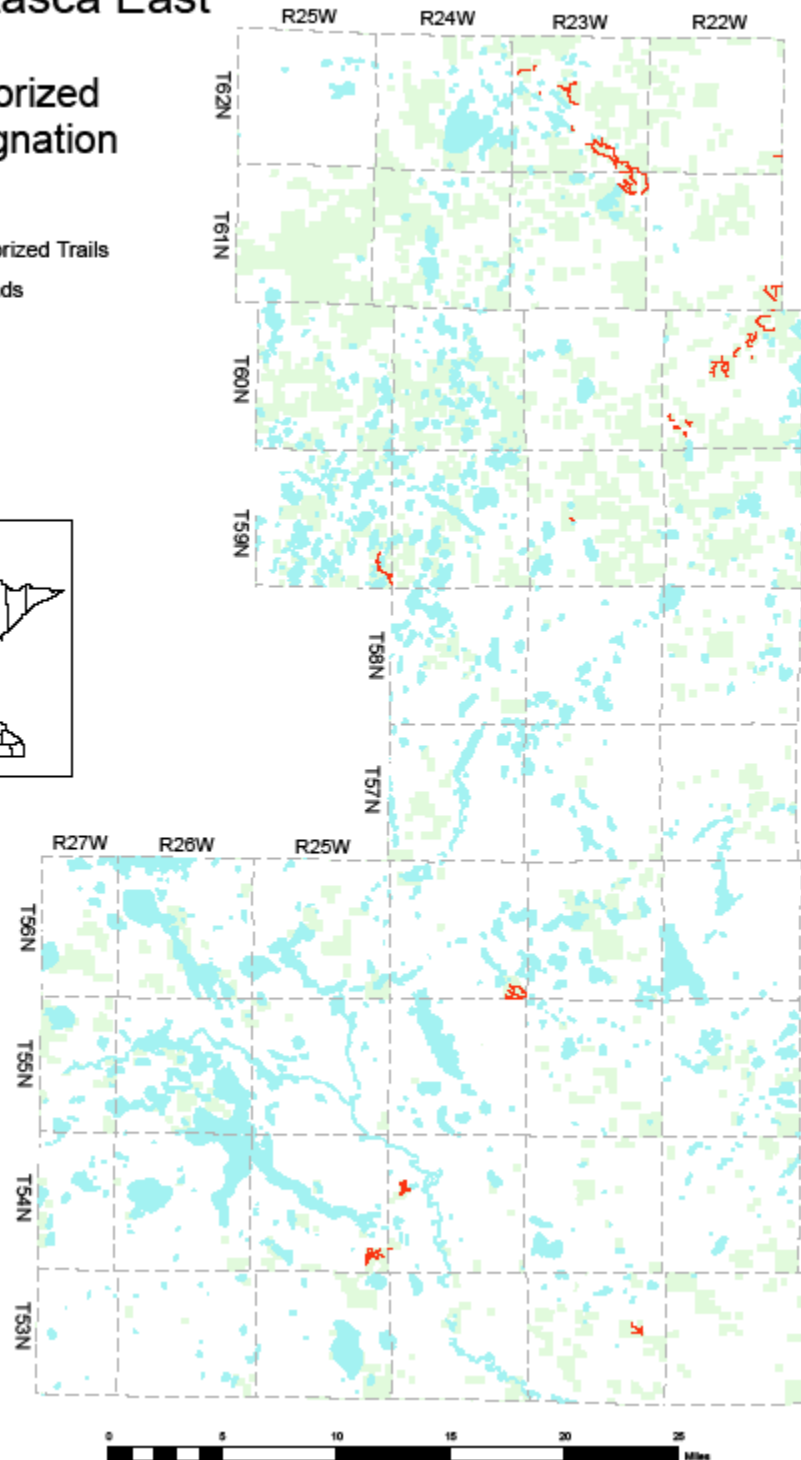 asca East
orized
gnation
orized Trails
ds
R25W R24W R23W R22W
T62N
T61N
T60N
T59N
T58N
T57N
R27W R26W R25W
T56N
T55N
T54N
T53N
0 5 10 15 20 25
Miles